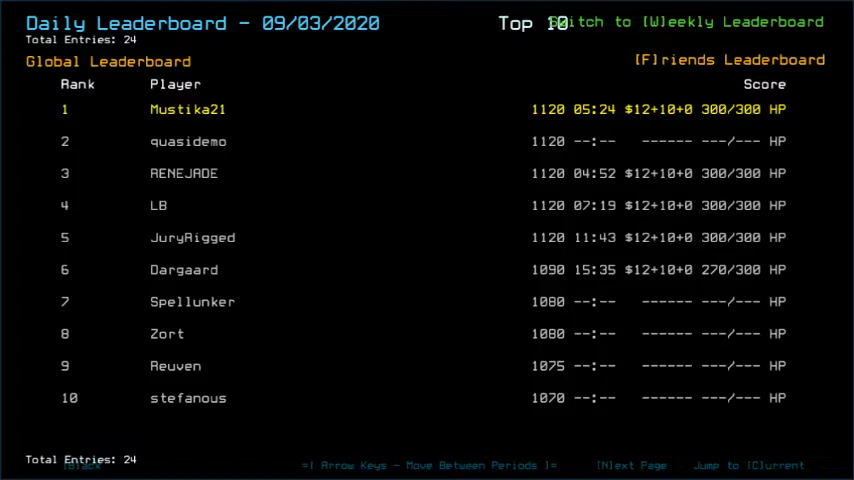 Daily Leaderboard - 09/03/2020 Top 10 Switch to [W]eekly Leaderboard
Total Entries: 24
Global Leaderboard [F]riends Leaderboard
Rank Player Score
1 Mustika21 1120 05:24 $12+10+0 300/300 HP
2 quasidemo 1120 --:-- ------ ---/--- HP
3 RENEJADE 1120 04:52 $12+10+0 300/300 HP
4 LB 1120 07:19 $12+10+0 300/300 HP
5 JuryRigged 1120 11:43 $12+10+0 300/300 HP
6 Dargaard 1090 15:35 $12+10+0 270/300 HP
7 Spellunker 1080 --:-- ------ ---/--- HP
8 Zort 1080 --:-- ------ ---/--- HP
9 Reuven 1075 --:-- ------ ---/--- HP
10 stefanous 1070 --:-- ------ ---/--- HP
Total Entries: 24
[B]ack =[ Arrow Keys - Move Between Periods ]= [N]ext Page Jump to [C]urrent